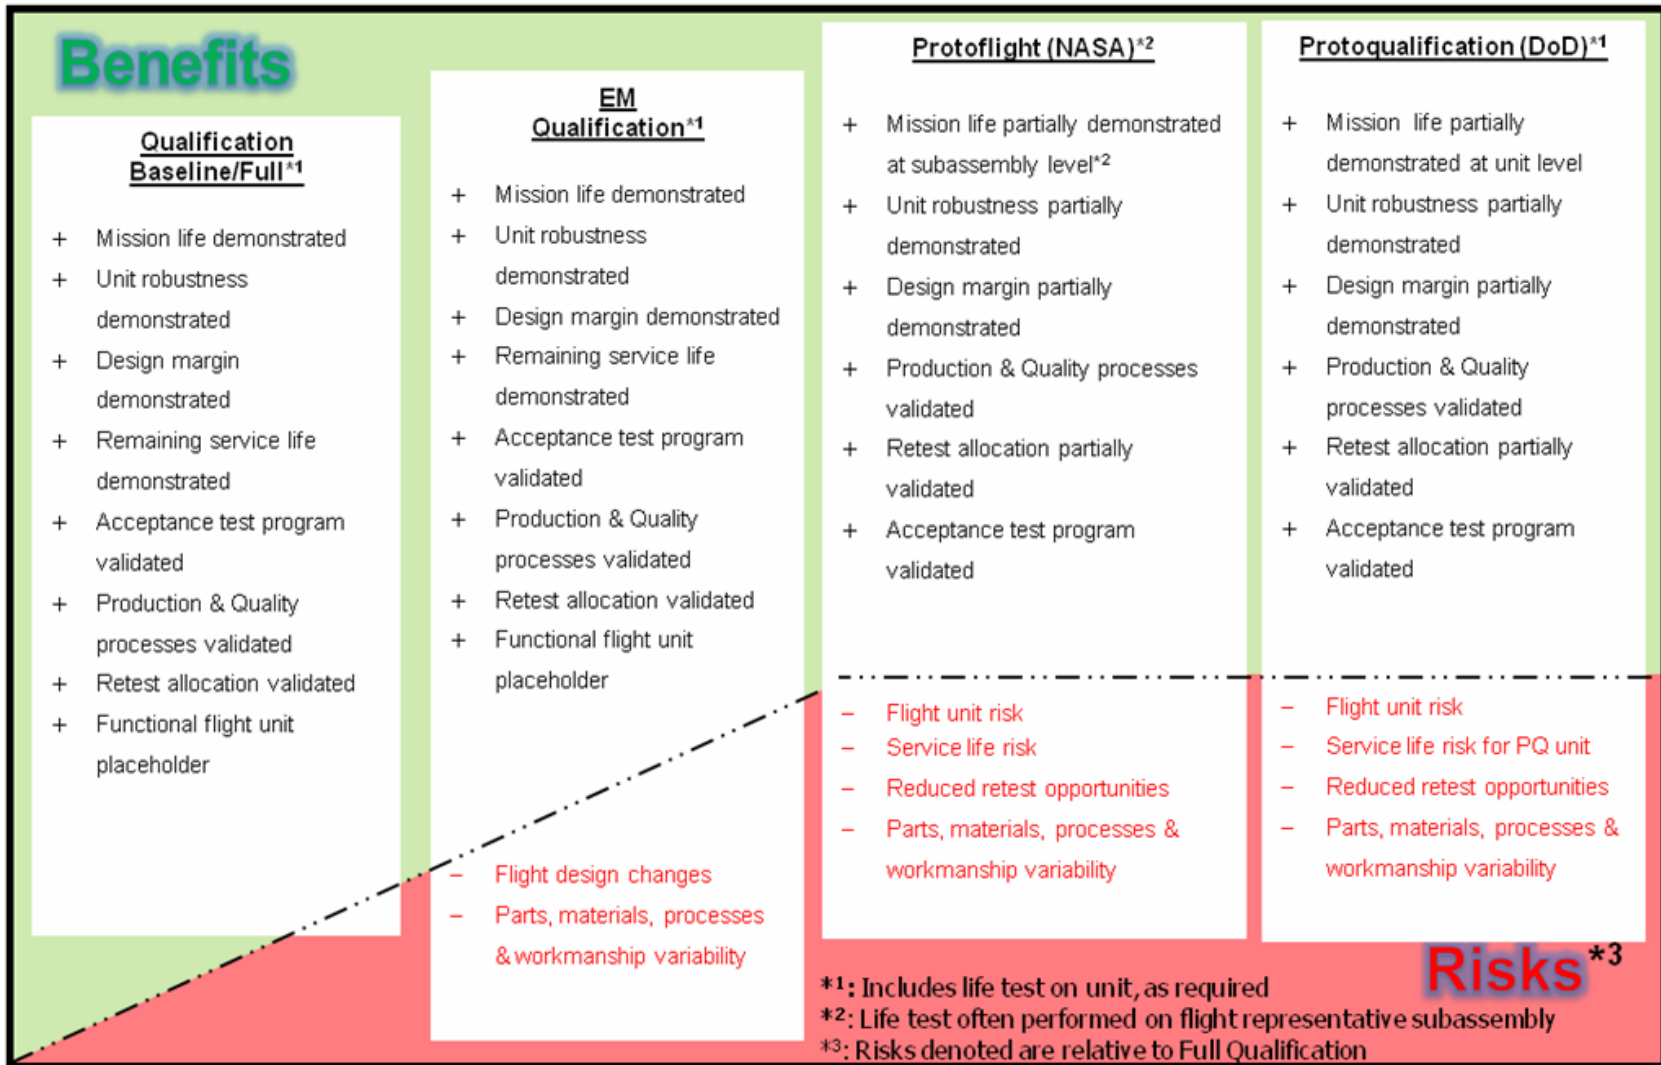 Benefits
Qualification
Baseline/Full*1
+ Mission life demonstrated
+ Unit robustness
demonstrated
+ Design margin
demonstrated
+ Remaining service life
demonstrated
+ Acceptance test program
validated
+ Production & Quality
processes validated
+ Retest allocation validated
+ Functional flight unit
placeholder
EM
Qualification*1
+ Mission life demonstrated
+ Unit robustness
demonstrated
+ Design margin demonstrated
+ Remaining service life
demonstrated
+ Acceptance test program
validated
+ Production & Quality
processes validated
+ Retest allocation validated
+ Functional flight unit
placeholder
– Flight design changes
– Parts, materials, processes
& workmanship variability
Protoflight (NASA)*2
+ Mission life partially demonstrated
at subassembly level*2
+ Unit robustness partially
demonstrated
+ Design margin partially
demonstrated
+ Production & Quality processes
validated
+ Retest allocation partially
validated
+ Acceptance test program
validated
– Flight unit risk
– Service life risk
– Reduced retest opportunities
– Parts, materials, processes &
workmanship variability
Protoqualification (DoD)*1
+ Mission life partially
demonstrated at unit level
+ Unit robustness partially
demonstrated
+ Design margin partially
demonstrated
+ Production & Quality
processes validated
+ Retest allocation partially
validated
+ Acceptance test program
validated
– Flight unit risk
– Service life risk for PQ unit
– Reduced retest opportunities
– Parts, materials, processes &
workmanship variability
Risks*3
*1: Includes life test on unit, as required
*2: Life test often performed on flight representative subassembly
*3: Risks denoted are relative to Full Qualification